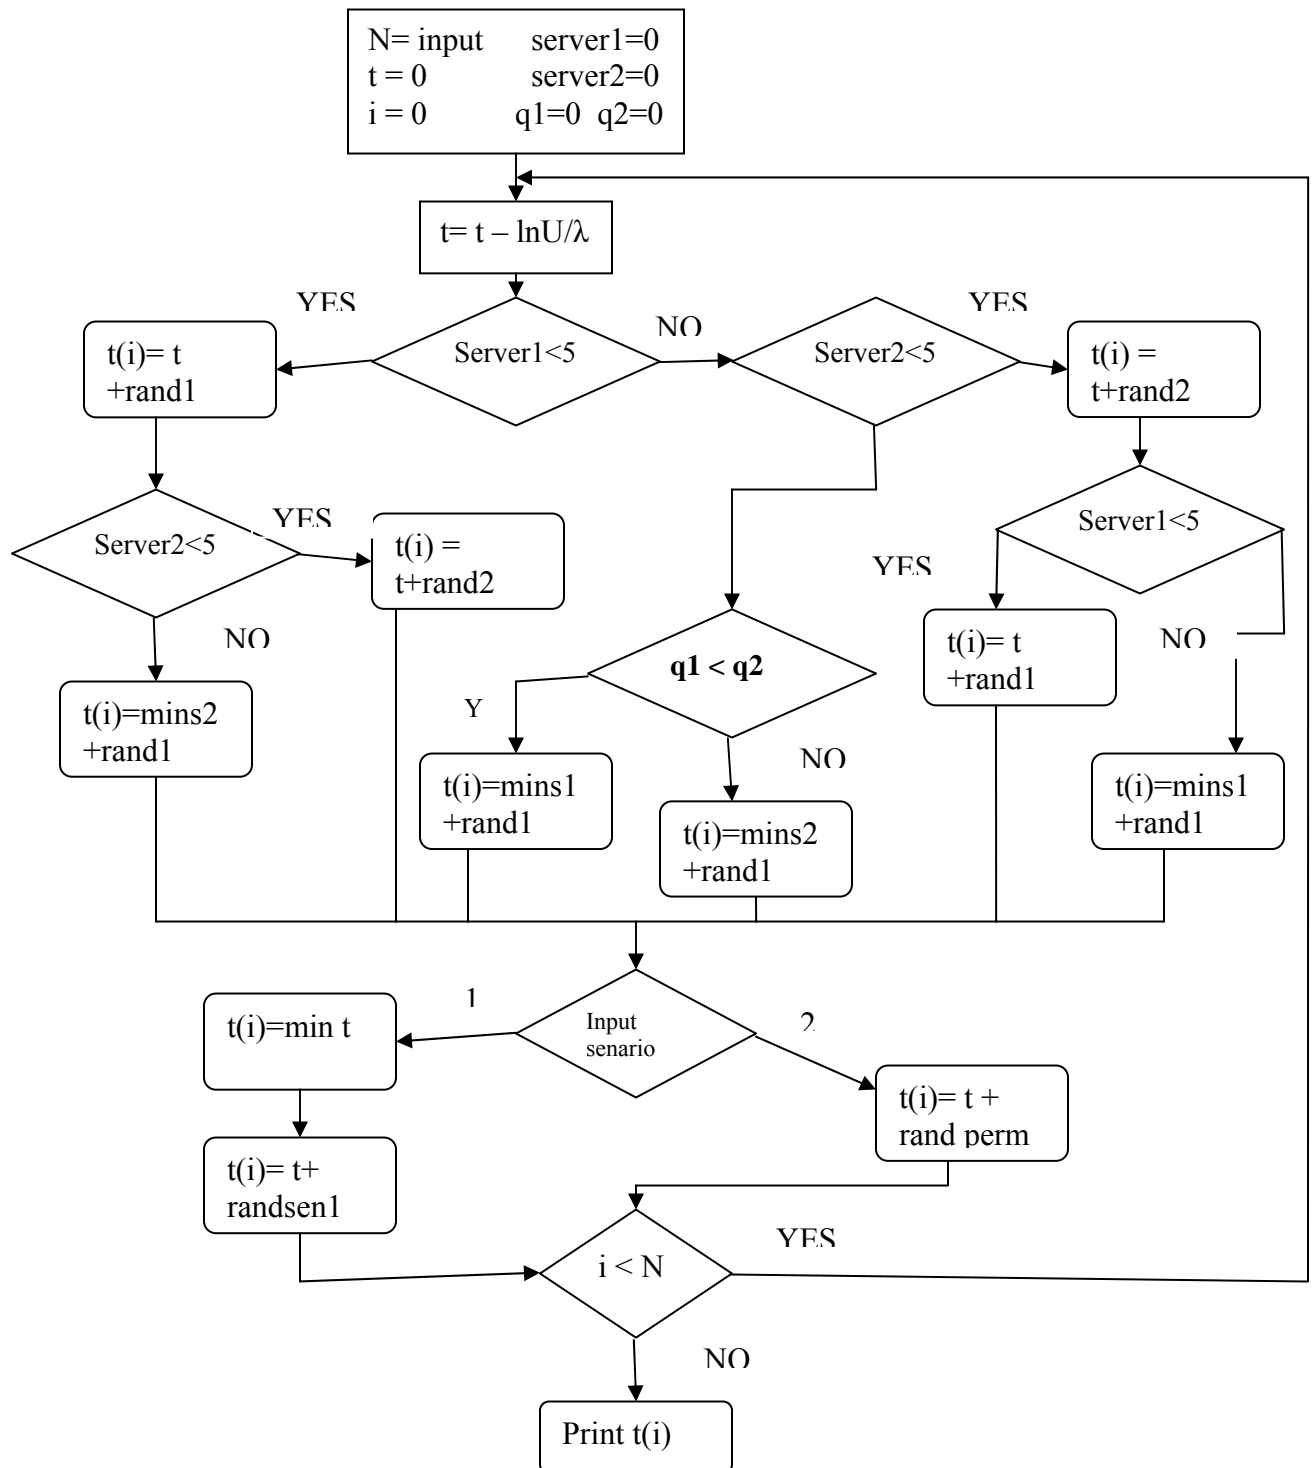 N= input server1=0
t = 0 server2=0
i = 0 q1=0 q2=0
t= t – lnU/λ
YES
Server1<5
NO
Server2<5
YES
t(i)= t
+rand1
t(i) =
t+rand2
Server2<5
YES
t(i) =
t+rand2
Server1<5
YES
NO
NO
t(i)= t
+rand1
q1 < q2
t(i)=mins2
+rand1
Y
NO
t(i)=mins1
+rand1
t(i)=mins2
+rand1
t(i)=mins1
+rand1
1
Input
senario
2
t(i)=min t
t(i)= t +
rand perm
t(i)= t+
randsen1
i < N
YES
NO
Print t(i)